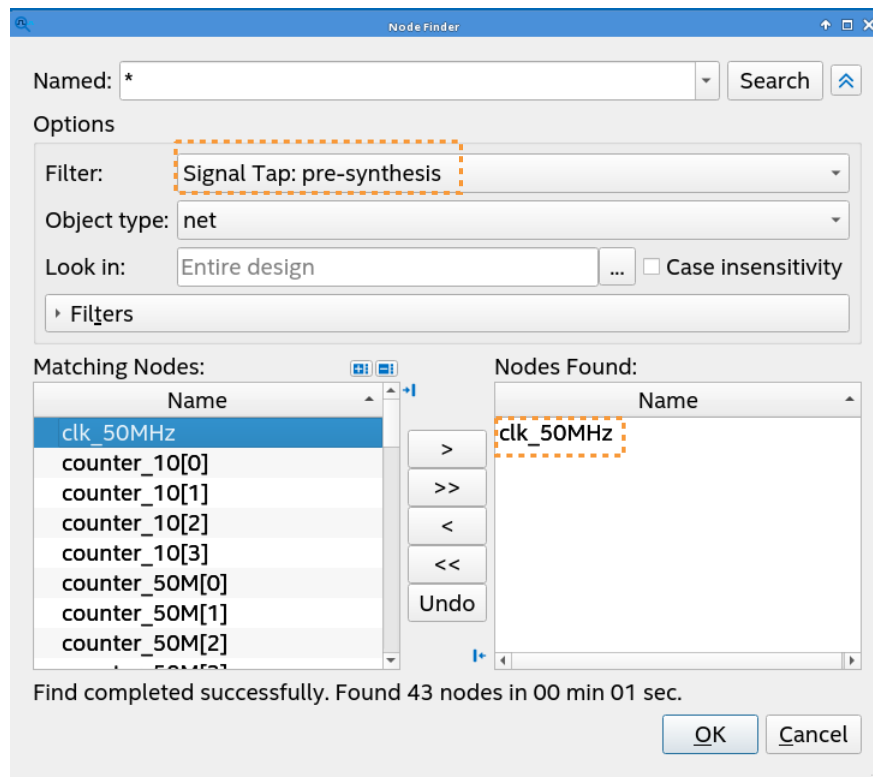 Node Finder
Named: *
Search
Options
Filter: Signal Tap: pre-synthesis
Object type: net
Look in: Entire design ... Case insensitivity
Filters
Matching Nodes:
Name
clk_50MHz
counter_10[0]
counter_10[1]
counter_10[2]
counter_10[3]
counter_50M[0]
counter_50M[1]
counter_50M[2]
>
>>
<
<<
Undo
Nodes Found:
Name
clk_50MHz
Find completed successfully. Found 43 nodes in 00 min 01 sec.
OK
Cancel